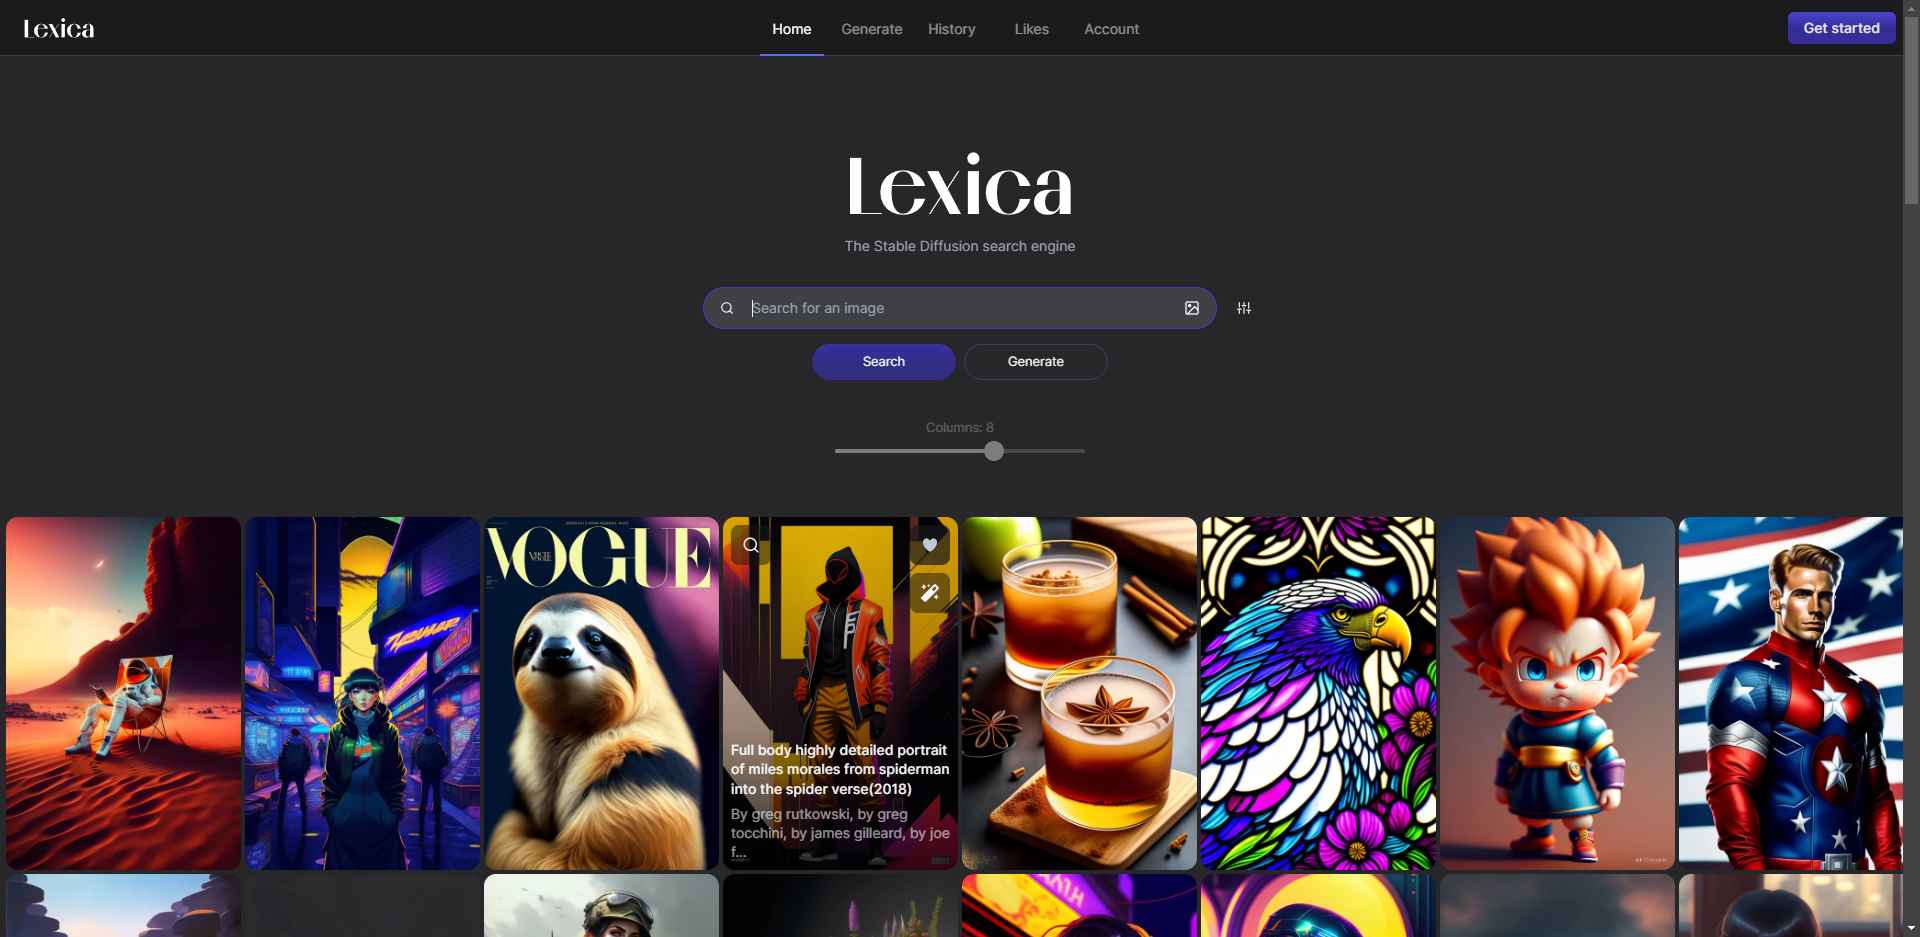 Lexica
Home
Generate
History
Likes
Account
Get started
Lexica
The Stable Diffusion search engine
Search for an image
Search
Generate
Columns: 8
VOGUE
VOGUE
Full body highly detailed portrait
of miles morales from spiderman
into the spider verse(2018)
By greg rutkowski, by greg
tocchini, by james gilleard, by joe
f...